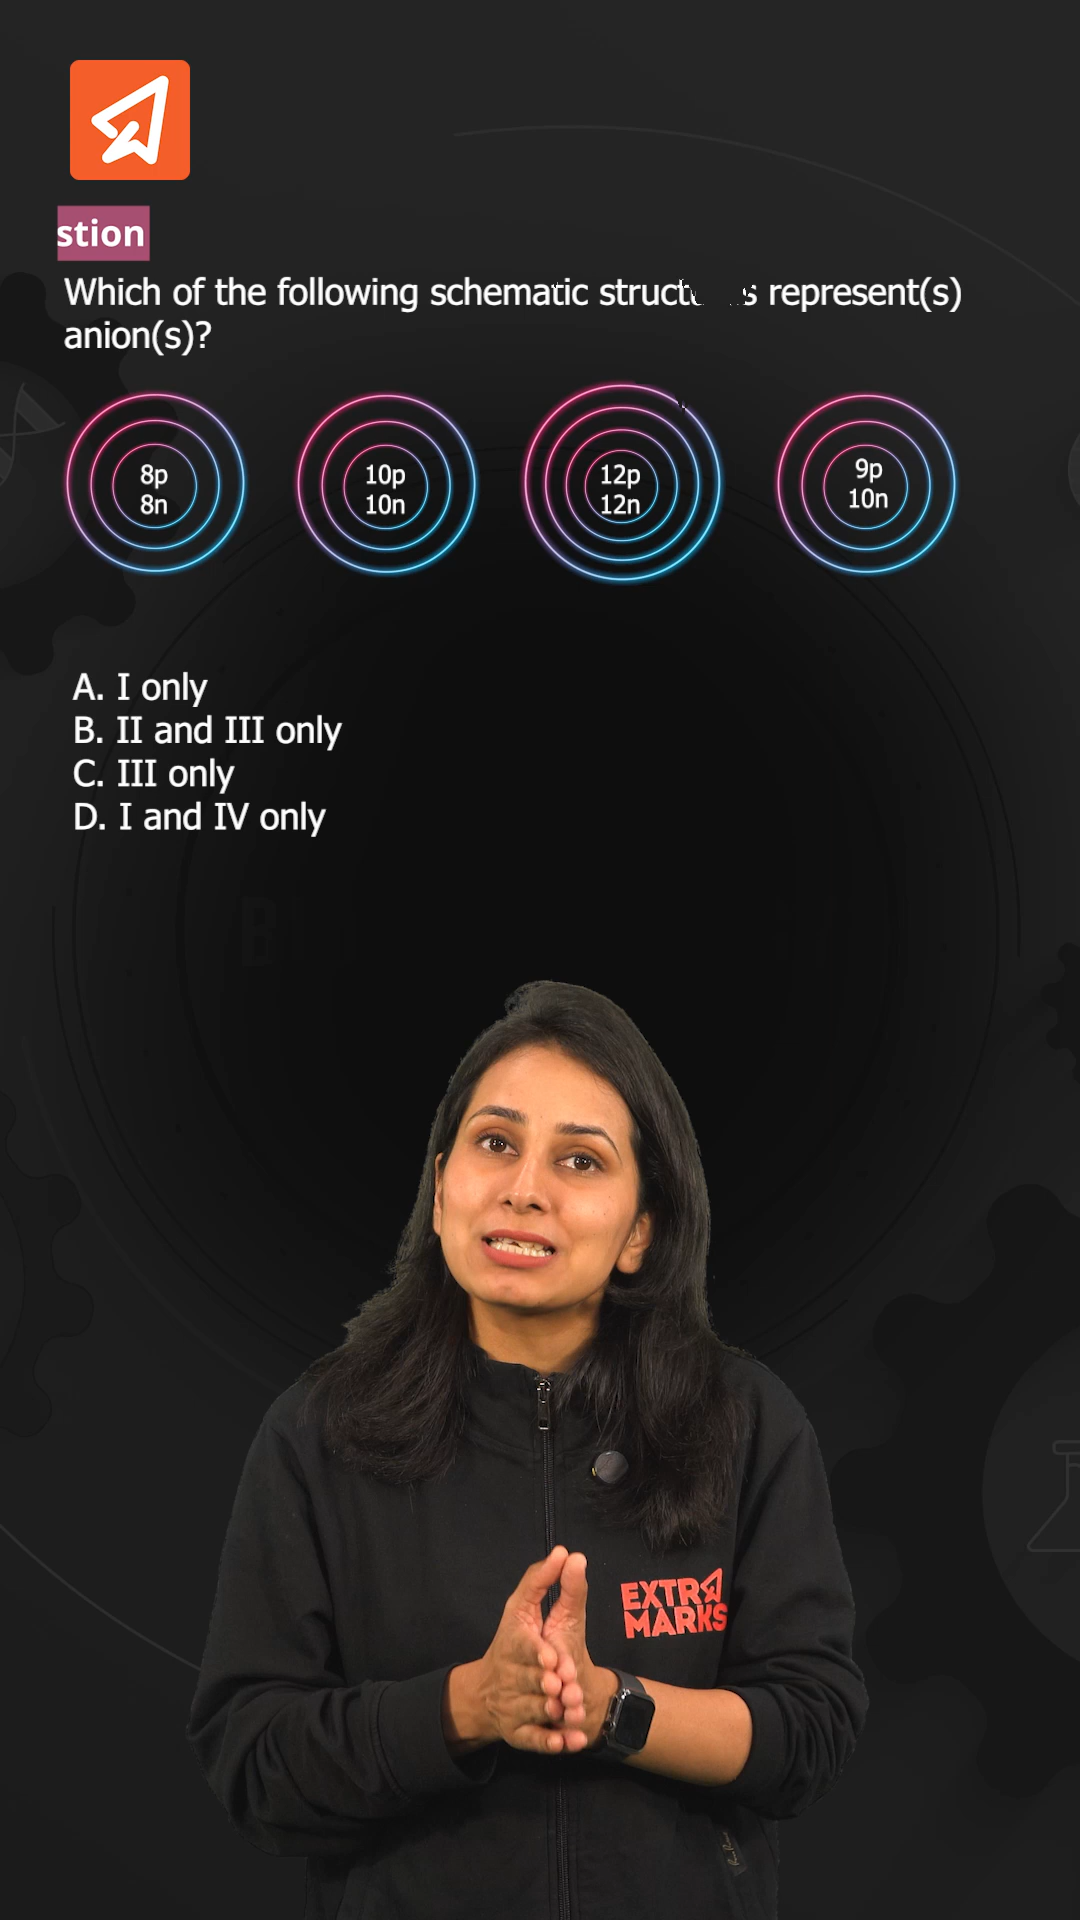 stion
Which of the following schematic represent(s)
anion(s)?
8p
8n
10p
10n
12p
12n
9p
10n
A. I only
B. II and III only
C. III only
D. I and IV only
EXTRA
MARKS